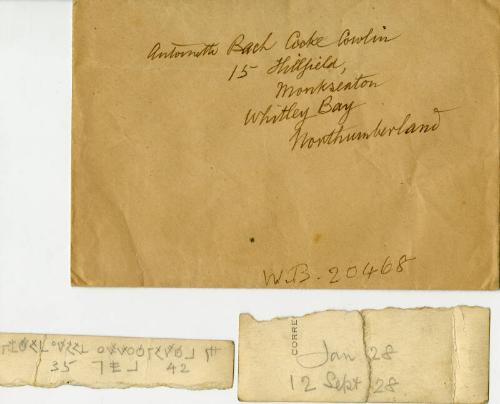 Antoinette Bach Cooke Cowlin
15 Hillfield,
Monkseaton
Whitley Bay
Northumberland
W.B. 20468
35 42
CORRE
Jan 28
12 Sept 28